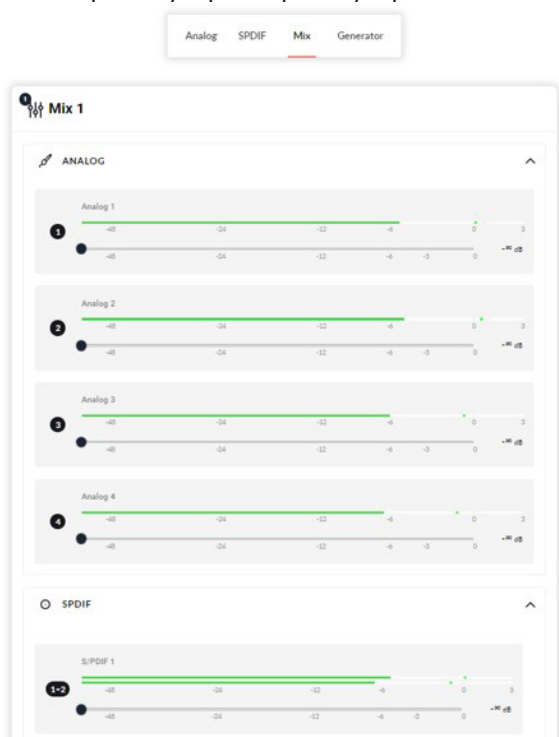 Analog SPDIF Mix Generator
1
Mix 1
ANALOG
Analog 1
1
-48 -24 -12 -6 0 3
-∞ dB
-48 -24 -12 -6 -3 0
Analog 2
2
-48 -24 -12 -6 0 3
-∞ dB
-48 -24 -12 -6 -3 0
Analog 3
3
-48 -24 -12 -6 0 3
-∞ dB
-48 -24 -12 -6 -3 0
Analog 4
4
-48 -24 -12 -6 0 3
-∞ dB
-48 -24 -12 -6 -3 0
SPDIF
S/PDIF 1
1-2
-48 -24 -12 -6 0 3
-∞ dB
-48 -24 -12 -6 -3 0